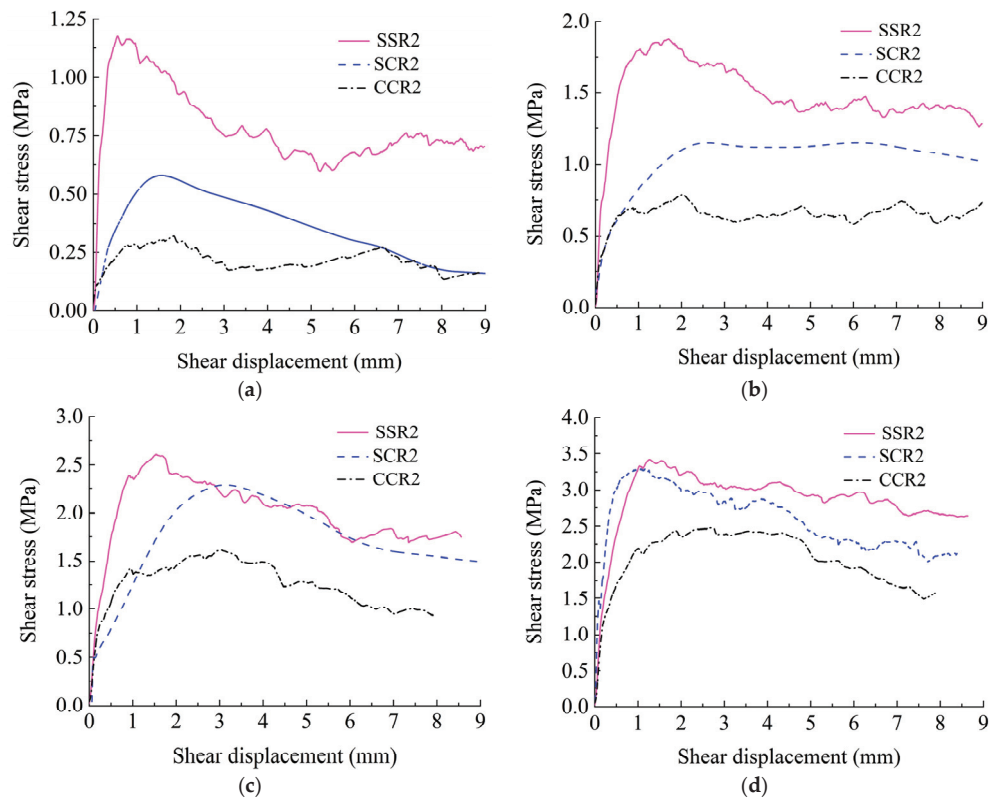 1.25
1.00
0.75
0.50
0.25
0.00
Shear stress (MPa)
SSR2
SCR2
CCR2
0 1 2 3 4 5 6 7 8 9
Shear displacement (mm)
(a)
2.0
1.5
1.0
0.5
0.0
Shear stress (MPa)
SSR2
SCR2
CCR2
0 1 2 3 4 5 6 7 8 9
Shear displacement (mm)
(b)
3.0
2.5
2.0
1.5
1.0
0.5
0.0
Shear stress (MPa)
SSR2
SCR2
CCR2
0 1 2 3 4 5 6 7 8 9
Shear displacement (mm)
(c)
4.0
3.5
3.0
2.5
2.0
1.5
1.0
0.5
0.0
Shear stress (MPa)
SSR2
SCR2
CCR2
0 1 2 3 4 5 6 7 8 9
Shear displacement (mm)
(d)